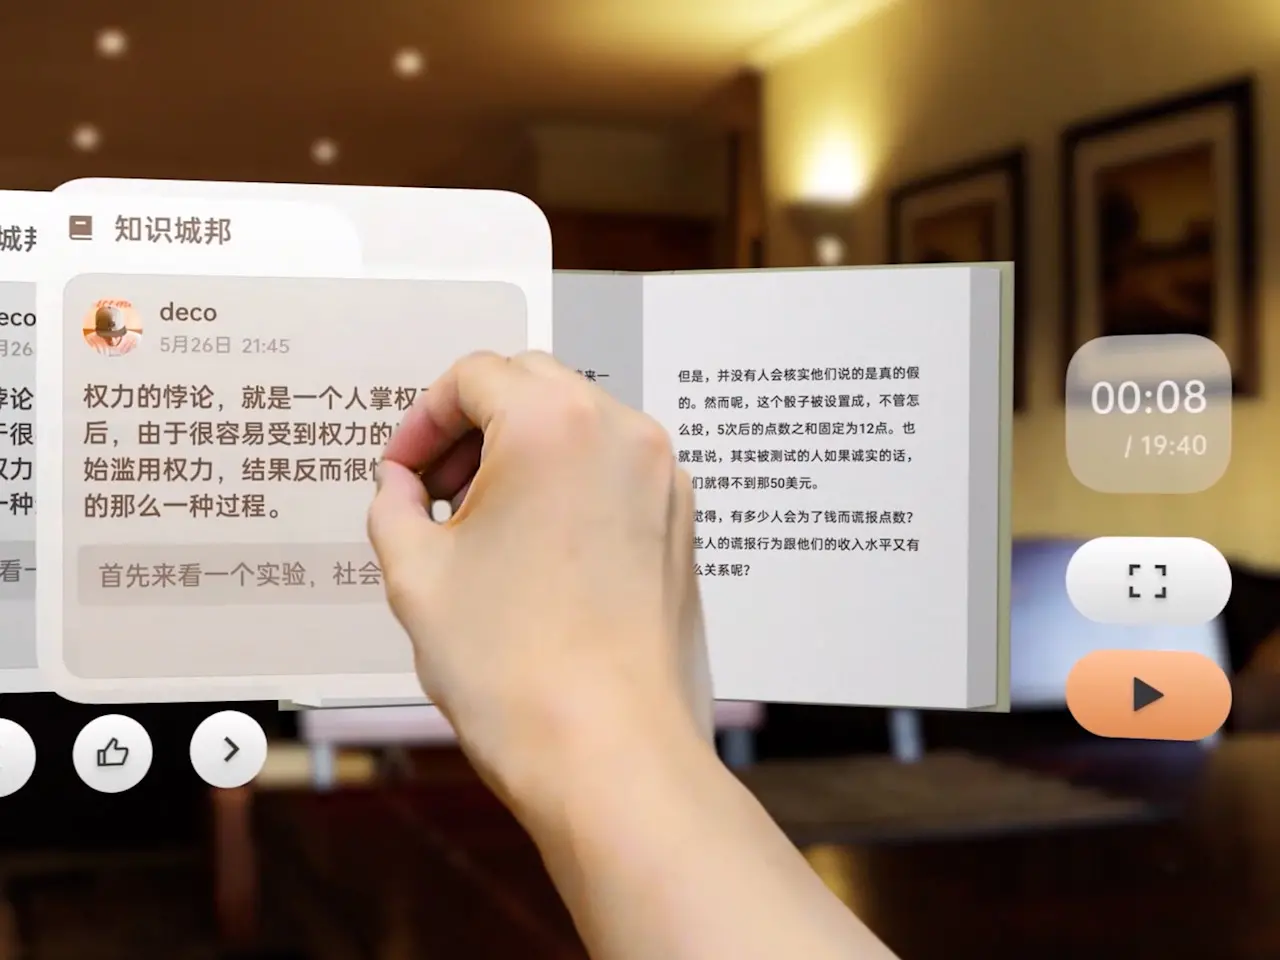 城
知识城邦
eco
月26
deco
5月26日 21:45
悖论
于很
权力
一种
看一
权力的悖论，就是一个人掌权
后，由于很容易受到权力的
始滥用权力，结果反而很
的那么一种过程。
首先来看一个实验，社会
来一
但是，并没有人会核实他们说的是真的假
的。然而呢，这个骰子被设置成，不管怎
么投，5次后的点数之和固定为12点。也
就是说，其实被测试的人如果诚实的话，
们就得不到那50美元。
觉得，有多少人会为了钱而谎报点数？
些人的谎报行为跟他们的收入水平又有
么关系呢？
00:08
/ 19:40